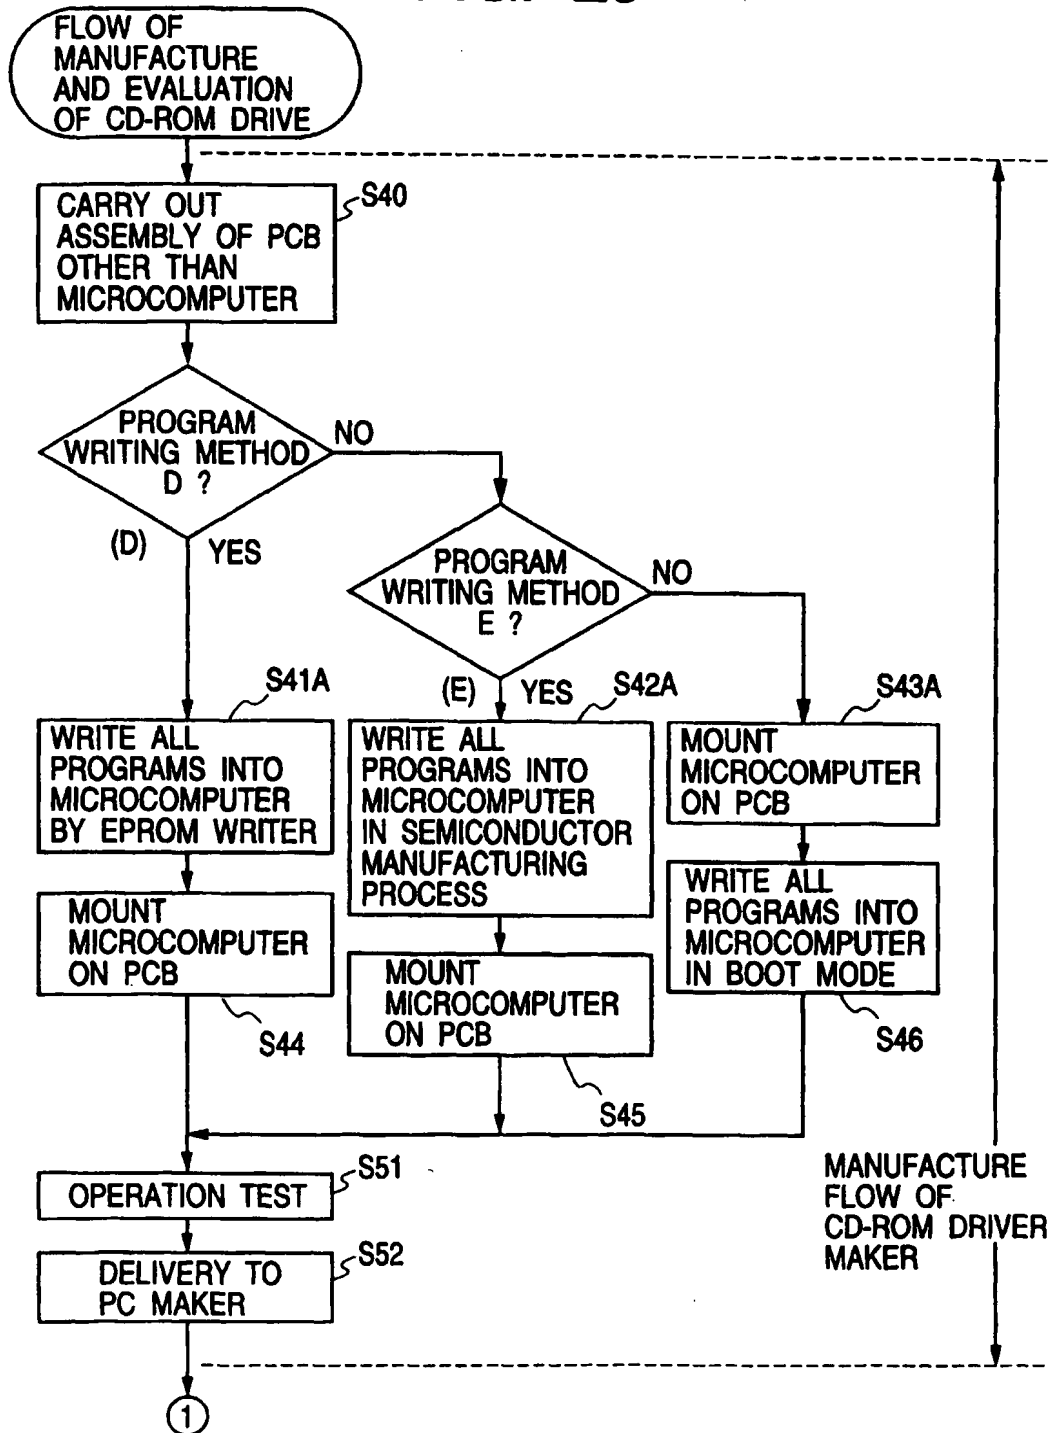 FLOW OF
MANUFACTURE
AND EVALUATION
OF CD-ROM DRIVE
S40
CARRY OUT
ASSEMBLY OF PCB
OTHER THAN
MICROCOMPUTER
PROGRAM
WRITING METHOD
D ?
NO
(D)
YES
PROGRAM
WRITING METHOD
E ?
NO
(E)
YES
S41A
WRITE ALL
PROGRAMS INTO
MICROCOMPUTER
BY EPROM WRITER
S42A
WRITE ALL
PROGRAMS INTO
MICROCOMPUTER
IN SEMICONDUCTOR
MANUFACTURING
PROCESS
S43A
MOUNT
MICROCOMPUTER
ON PCB
MOUNT
MICROCOMPUTER
ON PCB
S44
MOUNT
MICROCOMPUTER
ON PCB
S45
WRITE ALL
PROGRAMS INTO
MICROCOMPUTER
IN BOOT MODE
S46
S51
OPERATION TEST
S52
DELIVERY TO
PC MAKER
1
MANUFACTURE
FLOW OF
CD-ROM DRIVER
MAKER